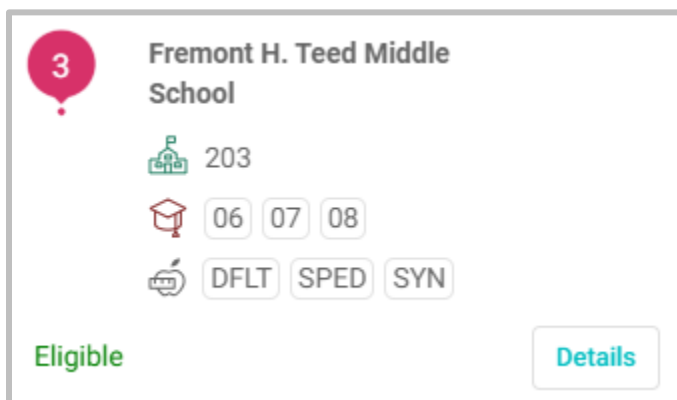 3
Fremont H. Teed Middle
School
203
06 07 08
DFLT SPED SYN
Eligible
Details